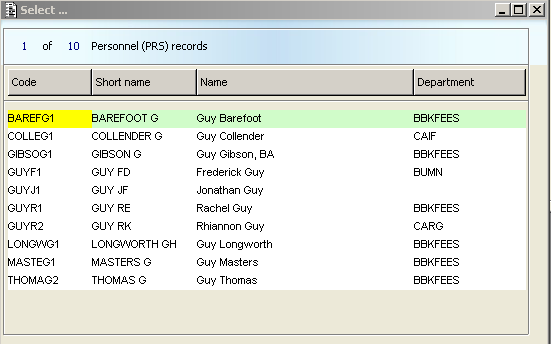 Select ...
1 of 10 Personnel (PRS) records
Code Short name Name Department
BAREFG1 BAREFOOT G Guy Barefoot BBKFEES
COLLEG1 COLLENDER G Guy Collender CAIF
GIBSOG1 GIBSON G Guy Gibson, BA BBKFEES
GUYF1 GUY FD Frederick Guy BUMN
GUYJ1 GUY JF Jonathan Guy
GUYR1 GUY RE Rachel Guy BBKFEES
GUYR2 GUY RK Rhiannon Guy CARG
LONGWG1 LONGWORTH GH Guy Longworth BBKFEES
MASTEG1 MASTERS G Guy Masters BBKFEES
THOMAG2 THOMAS G Guy Thomas BBKFEES